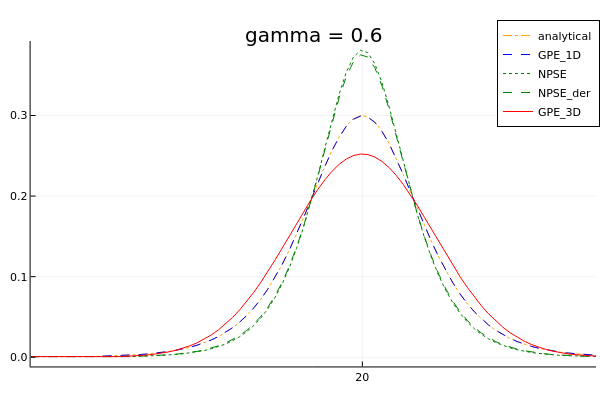 gamma = 0.6
analytical
GPE_1D
NPSE
NPSE_der
GPE_3D
0.3
0.2
0.1
0.0
20